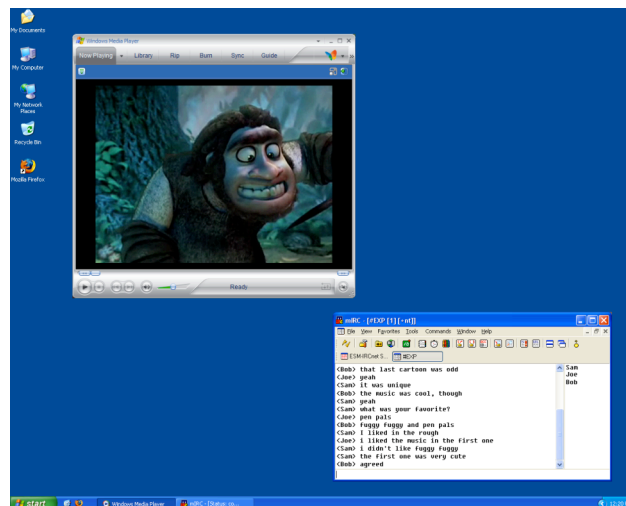 My Documents
My Computer
My Network
Places
Recycle Bin
Mozilla Firefox
Windows Media Player
Now Playing
Library
Rip
Burn
Sync
Guide
Ready
mIRC - [#EXP [1] [+nt]]
File View Favorites Tools Commands Window Help
ESM-IRCnet S... #EXP
<Bob> that last cartoon was odd
<Joe> yeah
<Sam> it was unique
<Bob> the music was cool, though
<Sam> yeah
<Sam> what was your favorite?
<Joe> pen pals
<Bob> fuggy fuggy and pen pals
<Sam> I liked in the rough
<Joe> i liked the music in the first one
<Sam> i didn't like fuggy fuggy
<Sam> the first one was very cute
<Bob> agreed
Sam
Joe
Bob
start
Windows Media Player
12:20